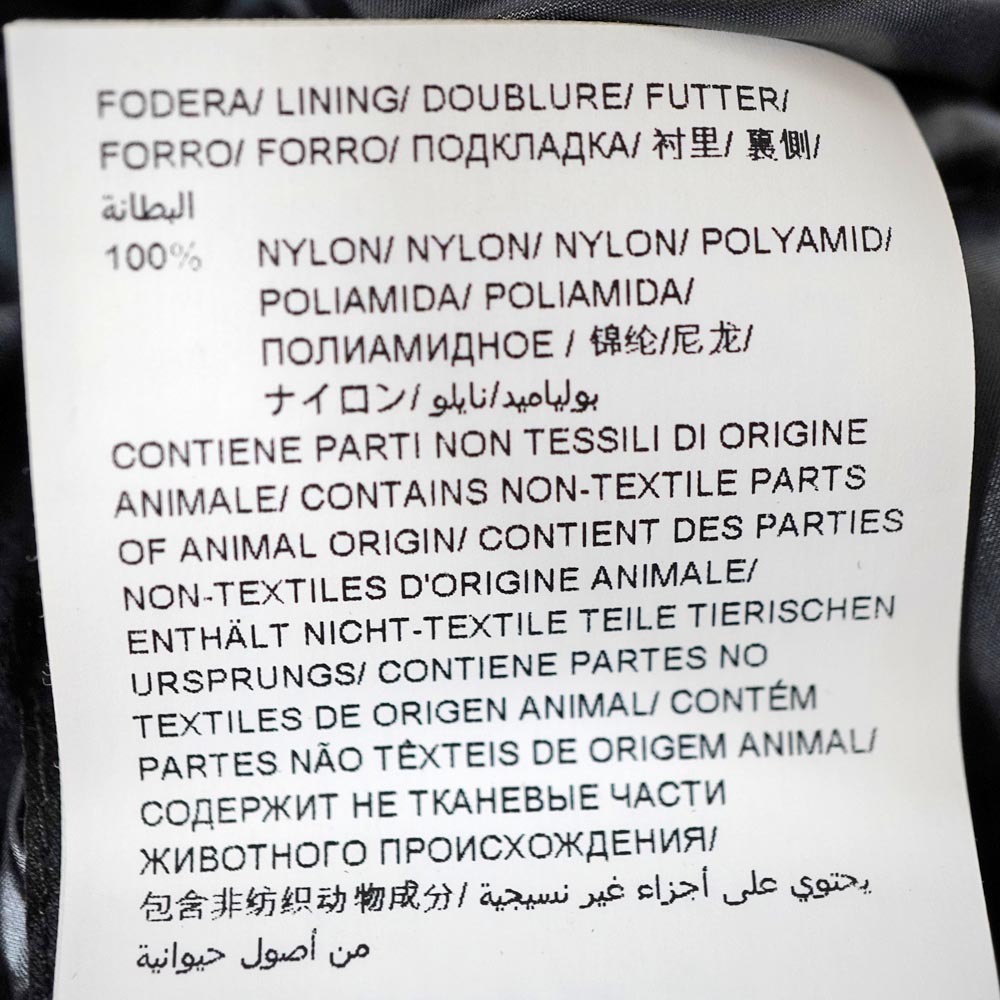 FODERA/ LINING/ DOUBLURE/ FUTTER/
FORRO/ FORRO/ ПОДКЛАДКА/ 衬里/ 裏側/
البطانة
100% NYLON/ NYLON/ NYLON/ POLYAMID/
POLIAMIDA/ POLIAMIDA/
ПОЛИАМИДНОЕ / 锦纶/尼龙/
ナイロン/ بولياميد/نايلو
CONTIENE PARTI NON TESSILI DI ORIGINE
ANIMALE/ CONTAINS NON-TEXTILE PARTS
OF ANIMAL ORIGIN/ CONTIENT DES PARTIES
NON-TEXTILES D'ORIGINE ANIMALE/
ENTHÄLT NICHT-TEXTILE TEILE TIERISCHEN
URSPRUNGS/ CONTIENE PARTES NO
TEXTILES DE ORIGEN ANIMAL/ CONTÉM
PARTES NÃO TÊXTEIS DE ORIGEM ANIMAL/
СОДЕРЖИТ НЕ ТКАНЕВЫЕ ЧАСТИ
ЖИВОТНОГО ПРОИСХОЖДЕНИЯ/
包含非纺织动物成分/ يحتوي على أجزاء غير نسيجية
من أصول حيوانية